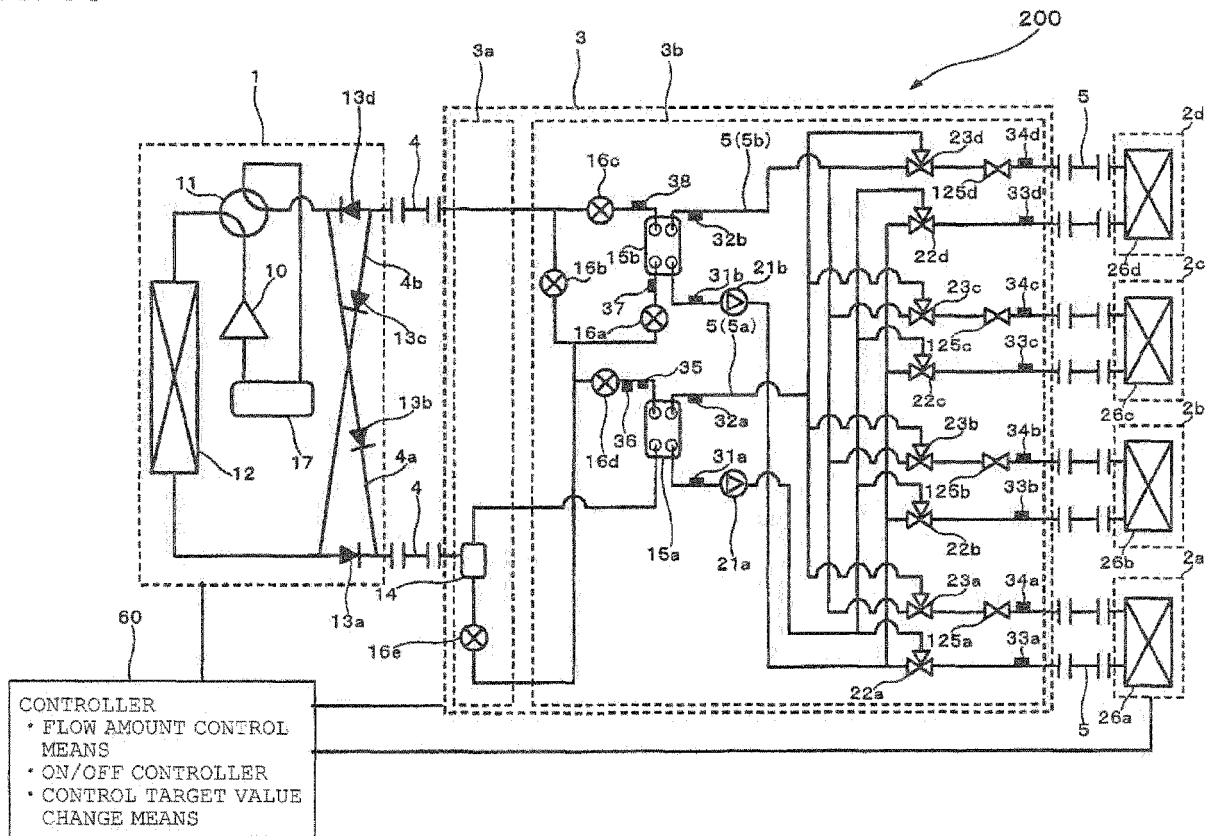 200
3a
3
3b
1
13d
4
5
2d
34d
23d
5(5b)
16c
38
11
125d
33d
32b
15b
22d
26d
10
16b
4b
31b
21b
2c
34c
23c
37
13c
16a
5(5a)
125c
33c
35
22c
26c
2b
13b
36
32a
23b
34b
12
17
16d
4a
31a
125b
33b
4
22b
26b
15a
21a
2a
14
23a
34a
13a
60
16e
125a
33a
22a
26a
5
CONTROLLER
• FLOW AMOUNT CONTROL
MEANS
• ON/OFF CONTROLLER
• CONTROL TARGET VALUE
CHANGE MEANS